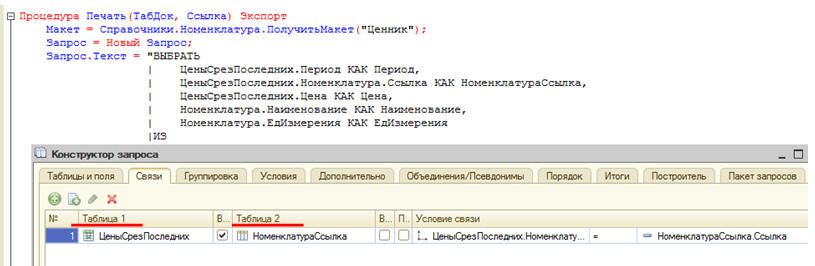 Процедура Печать(ТабДок, Ссылка) Экспорт
Макет = Справочники.Номенклатура.ПолучитьМакет("Ценник");
Запрос = Новый Запрос;
Запрос.Текст = "ВЫБРАТЬ
| ЦеныСрезПоследних.Период КАК Период,
| ЦеныСрезПоследних.Номенклатура.Ссылка КАК НоменклатураСсылка,
| ЦеныСрезПоследних.Цена КАК Цена,
| Номенклатура.Наименование КАК Наименование,
| Номенклатура.ЕдИзмерения КАК ЕдИзмерения
|ИЗ
Конструктор запроса
Таблицы и поля Связи Группировка Условия Дополнительно Объединения/Псевдонимы Порядок Итоги Построитель Пакет запросов
№ Таблица 1 В... Таблица 2 В... П... Условие связи
1 ЦеныСрезПоследних НоменклатураСсылка ЦеныСрезПоследних.Номенклату... = НоменклатураСсылка.Ссылка